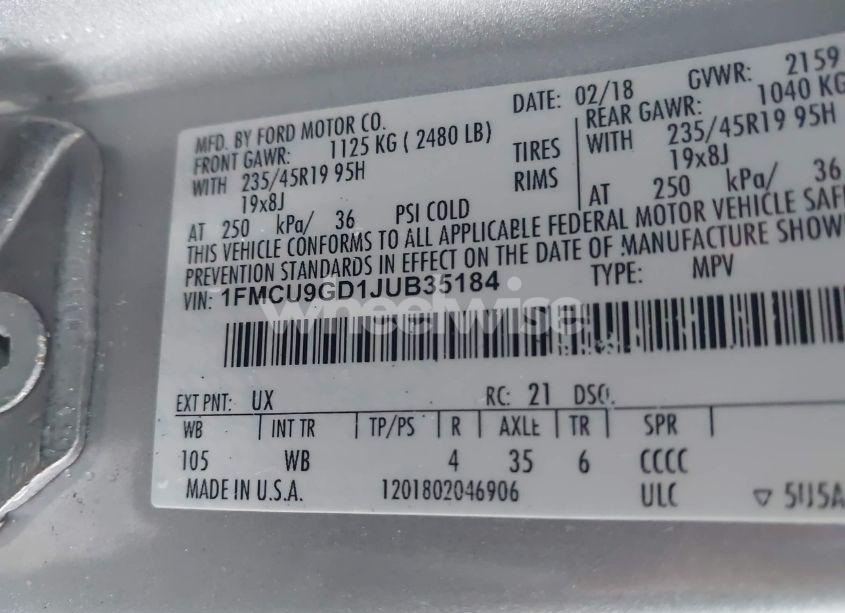 MFD. BY FORD MOTOR CO.
DATE: 02/18
GVWR: 2159
FRONT GAWR: 1125 KG ( 2480 LB)
REAR GAWR: 1040 KG
WITH 235/45R19 95H
TIRES
WITH 235/45R19 95H
19x8J
RIMS
19x8J
AT 250 kPa/ 36 PSI COLD
AT 250 kPa/ 36
THIS VEHICLE CONFORMS TO ALL APPLICABLE FEDERAL MOTOR VEHICLE SAFE
PREVENTION STANDARDS IN EFFECT ON THE DATE OF MANUFACTURE SHOW
VIN: 1FMCU9GD1JUB35184
TYPE: MPV
wheelwise
EXT PNT: UX
RC: 21 DSO:
WB INT TR TP/PS R AXLE TR SPR
105 WB 4 35 6 CCCC
MADE IN U.S.A. 1201802046906 ULC